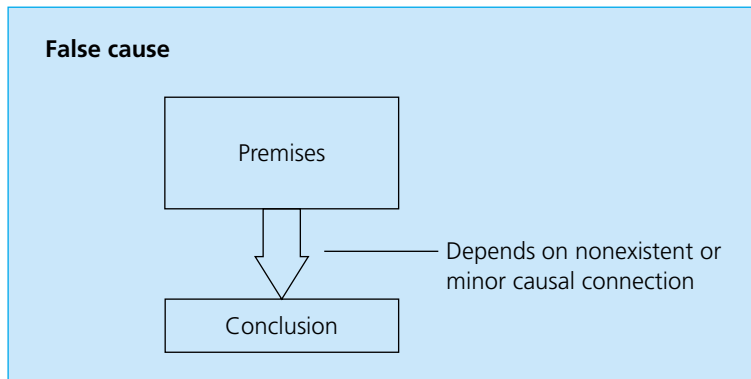 False cause
Premises
Depends on nonexistent or
minor causal connection
Conclusion